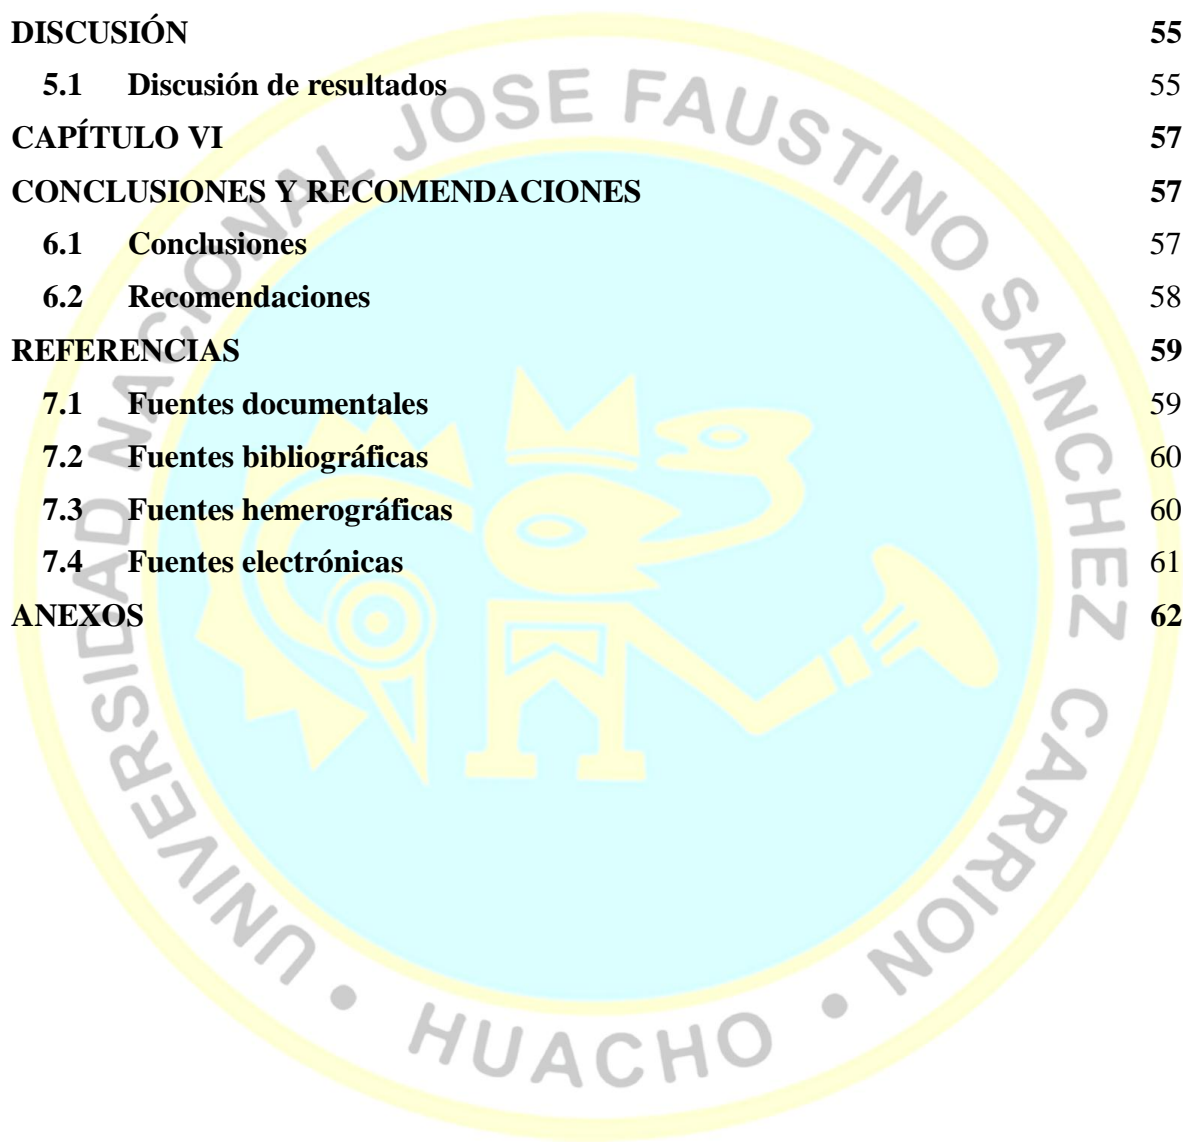 DISCUSIÓN 55
5.1 Discusión de resultados 55
CAPÍTULO VI 57
CONCLUSIONES Y RECOMENDACIONES 57
6.1 Conclusiones 57
6.2 Recomendaciones 58
REFERENCIAS 59
7.1 Fuentes documentales 59
7.2 Fuentes bibliográficas 60
7.3 Fuentes hemerográficas 60
7.4 Fuentes electrónicas 61
ANEXOS 62
UNIVERSIDAD NACIONAL JOSE FAUSTINO SANCHEZ CARRION • HUACHO •